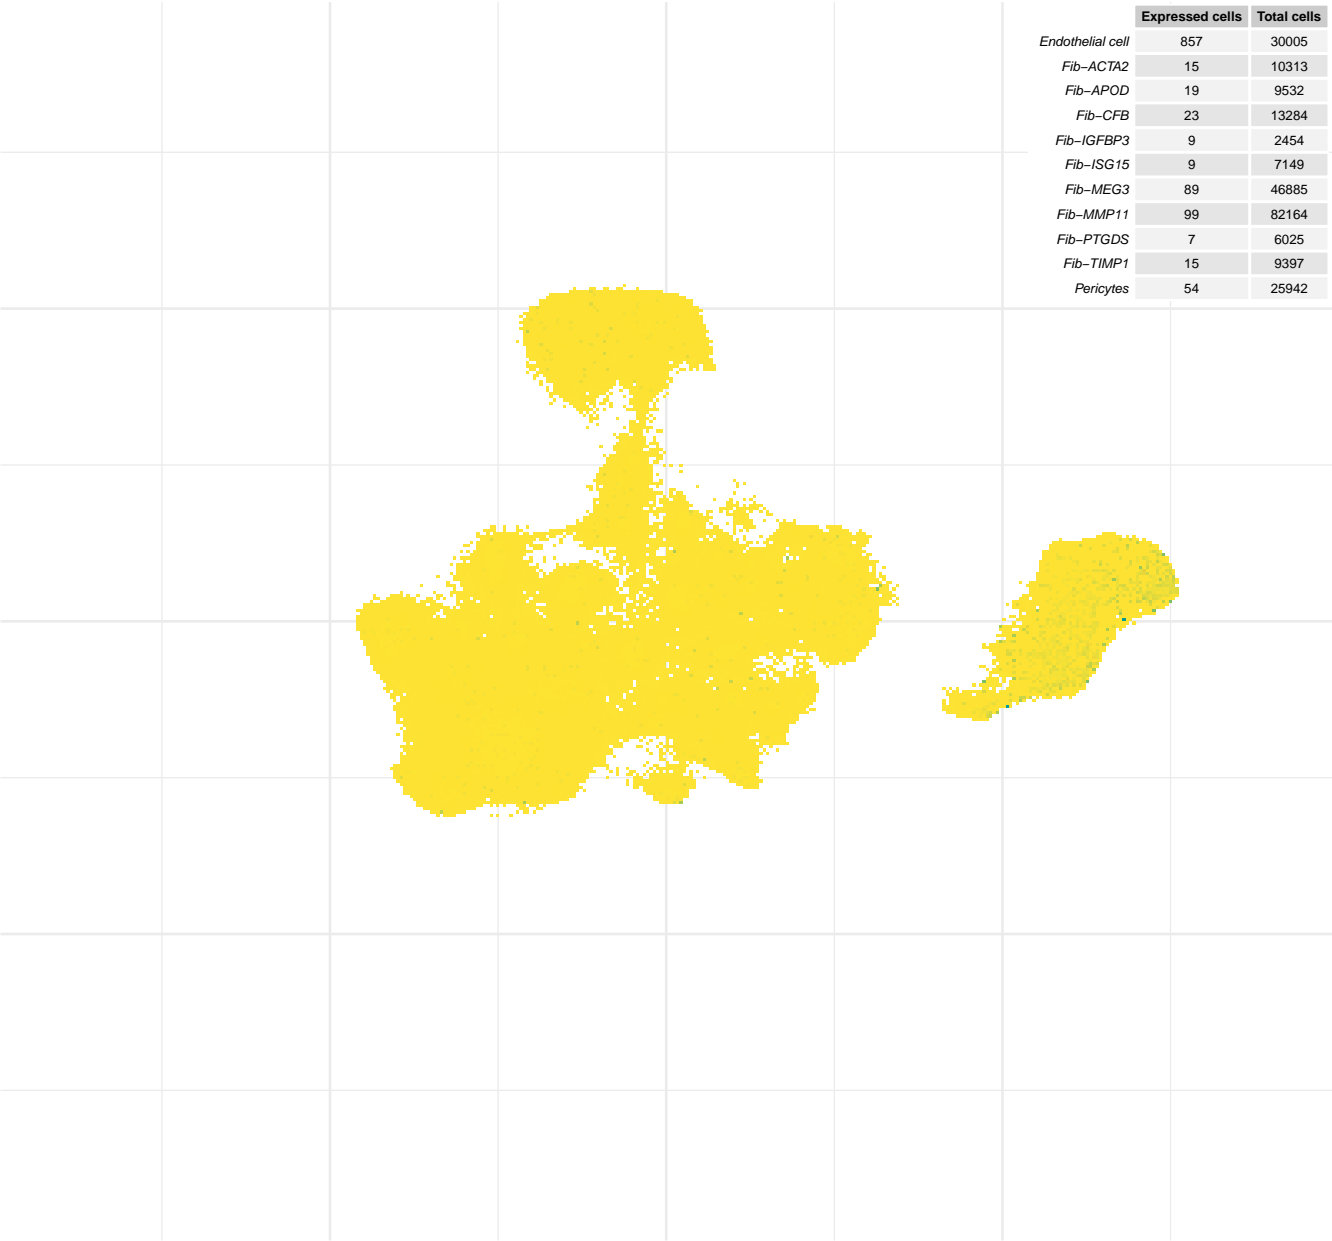 Expressed cells Total cells
Endothelial cell 857 30005
Fib−ACTA2 15 10313
Fib−APOD 19 9532
Fib−CFB 23 13284
Fib−IGFBP3 9 2454
Fib−ISG15 9 7149
Fib−MEG3 89 46885
Fib−MMP11 99 82164
Fib−PTGDS 7 6025
Fib−TIMP1 15 9397
Pericytes 54 25942